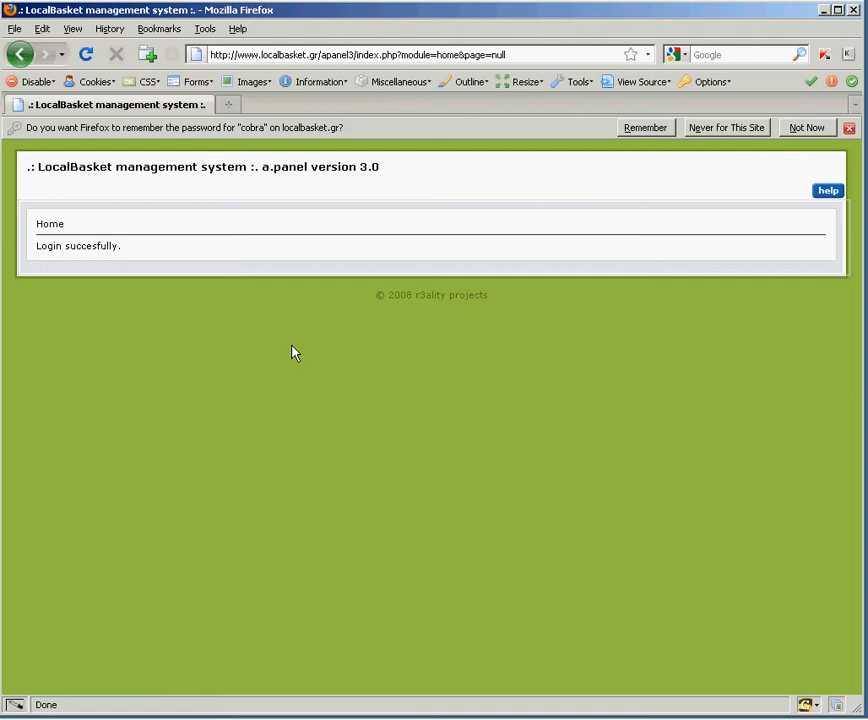 .: LocalBasket management system :. - Mozilla Firefox
File Edit View History Bookmarks Tools Help
http://www.localbasket.gr/apanel3/index.php?module=home&page=null
Google
Disable Cookies CSS Forms Images Information Miscellaneous Outline Resize Tools View Source Options
.: LocalBasket management system :.
Do you want Firefox to remember the password for "cobra" on localbasket.gr?
Remember Never for This Site Not Now
.: LocalBasket management system :. a.panel version 3.0
help
Home
Login succesfully.
© 2008 r3ality projects
Done